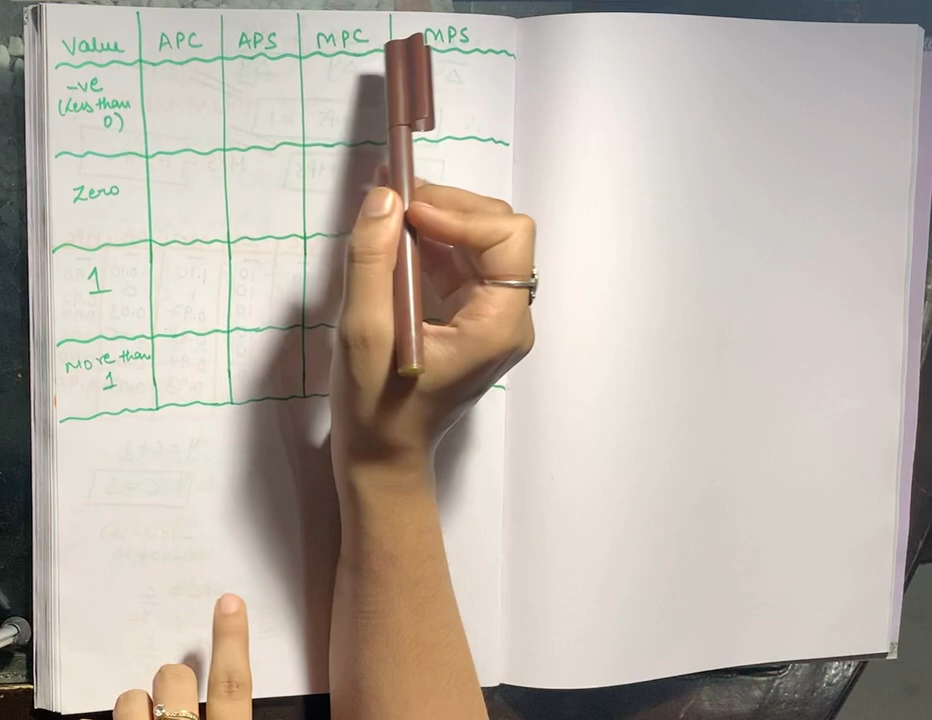 Value APC APS MPC MPS
-ve
(Less than
0)
Zero
1
More than
1